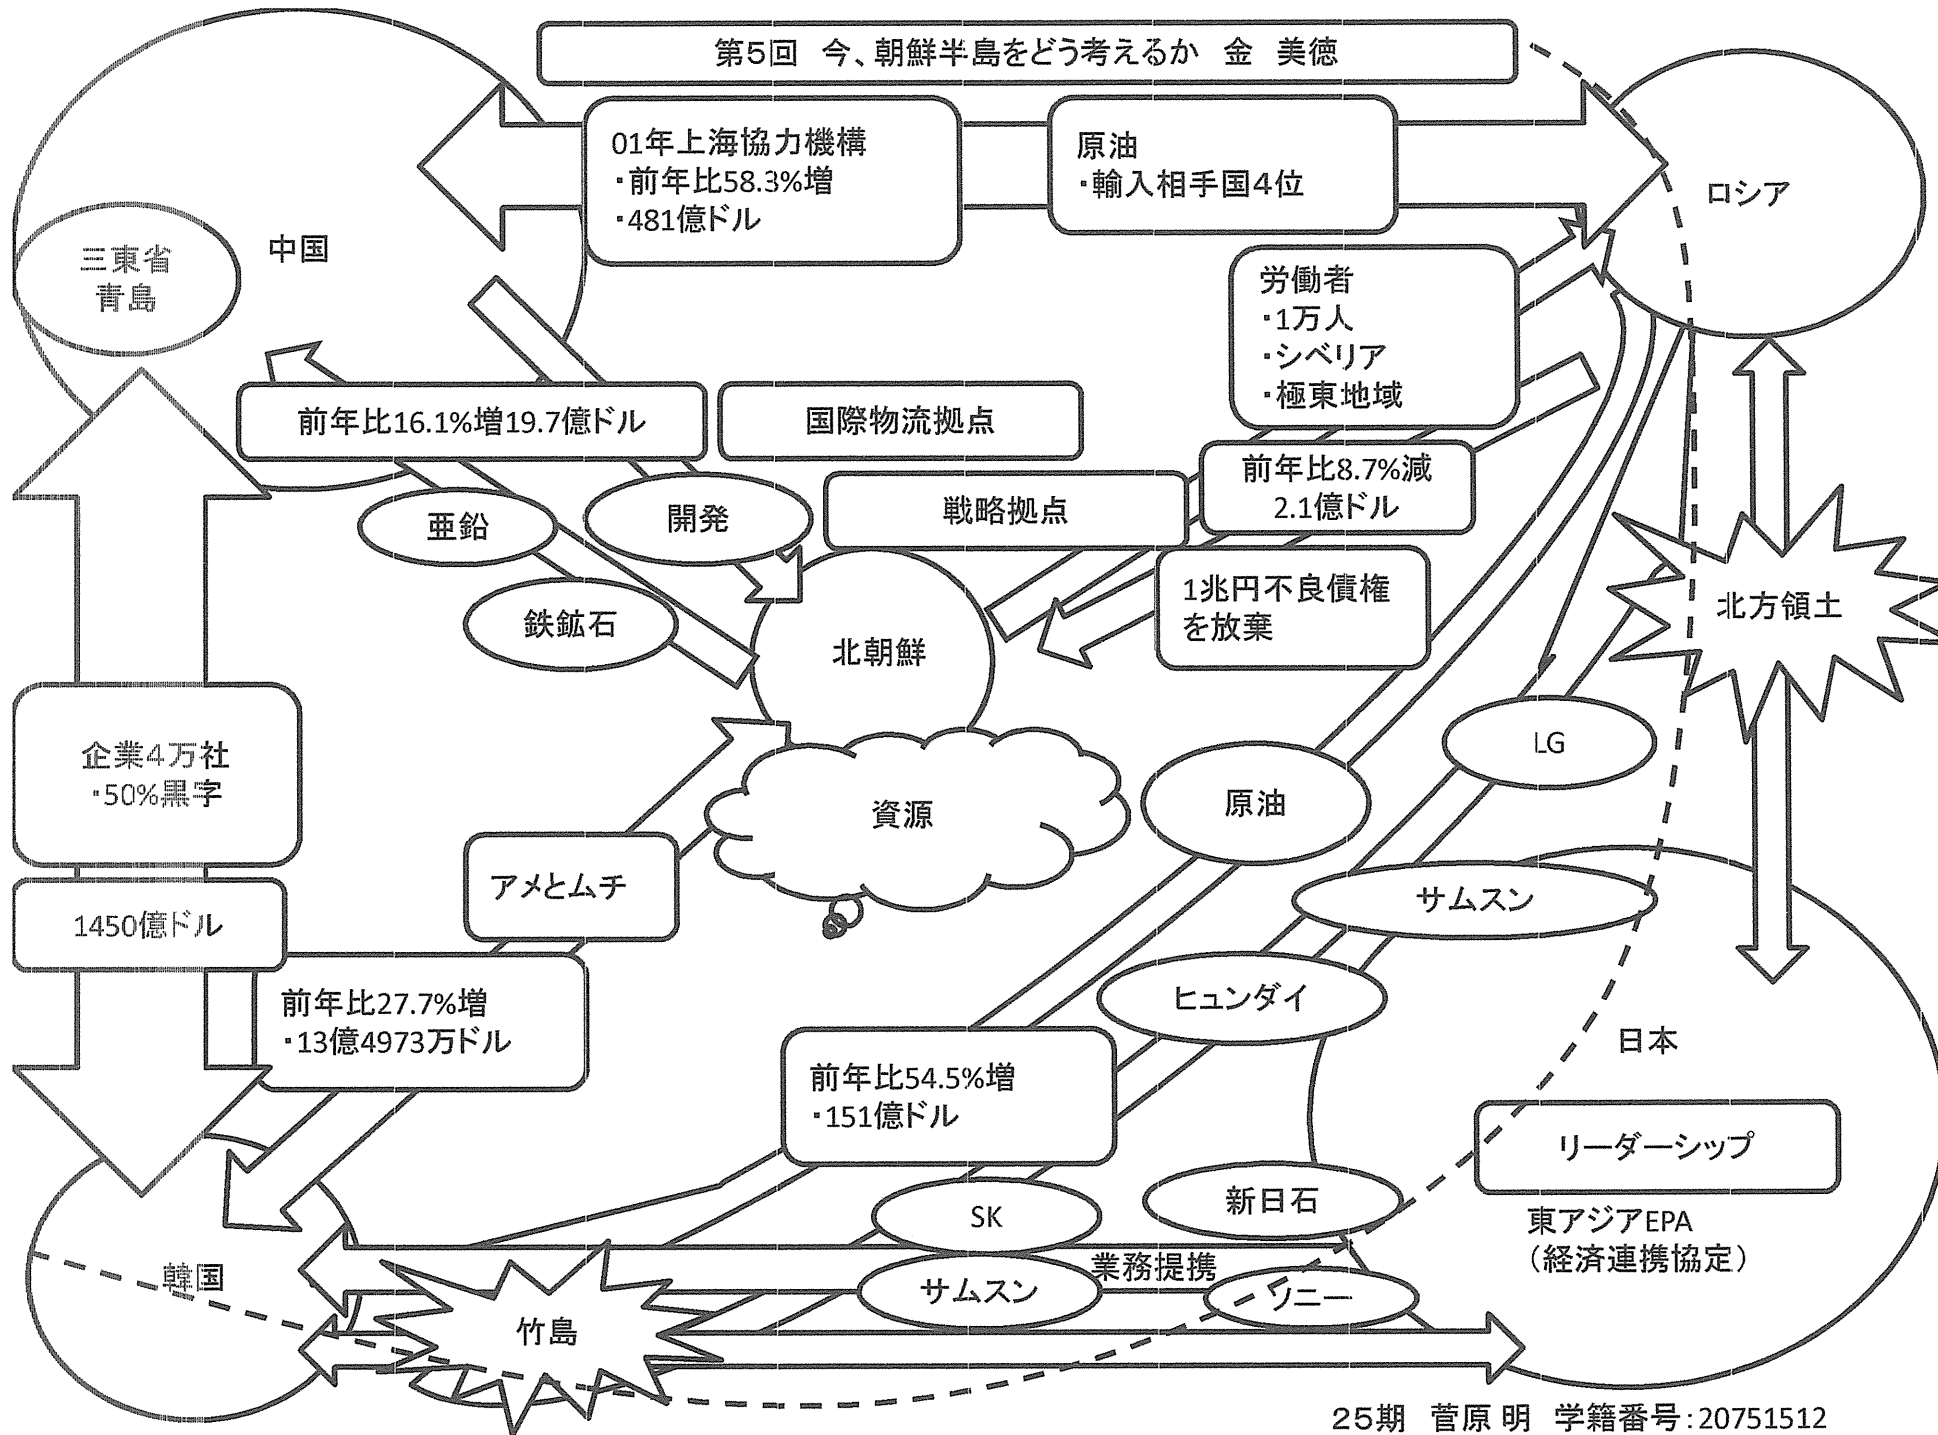 第５回　今、朝鮮半島をどう考えるか　金　美徳
01年上海協力機構
・前年比58.3%増
・481億ドル
原油
・輸入相手国４位
ロシア
中国
三東省
青島
労働者
・1万人
・シベリア
・極東地域
前年比16.1%増19.7億ドル
国際物流拠点
前年比8.7%減
2.1億ドル
戦略拠点
亜鉛
開発
鉄鉱石
北朝鮮
1兆円不良債権
を放棄
北方領土
企業４万社
・50%黒字
LG
資源
原油
アメとムチ
サムスン
1450億ドル
前年比27.7%増
・13億4973万ドル
ヒュンダイ
日本
前年比54.5%増
・151億ドル
リーダーシップ
新日石
SK
東アジアEPA
（経済連携協定）
韓国
業務提携
サムスン
ソニー
竹島
２５期　菅原 明　学籍番号：20751512